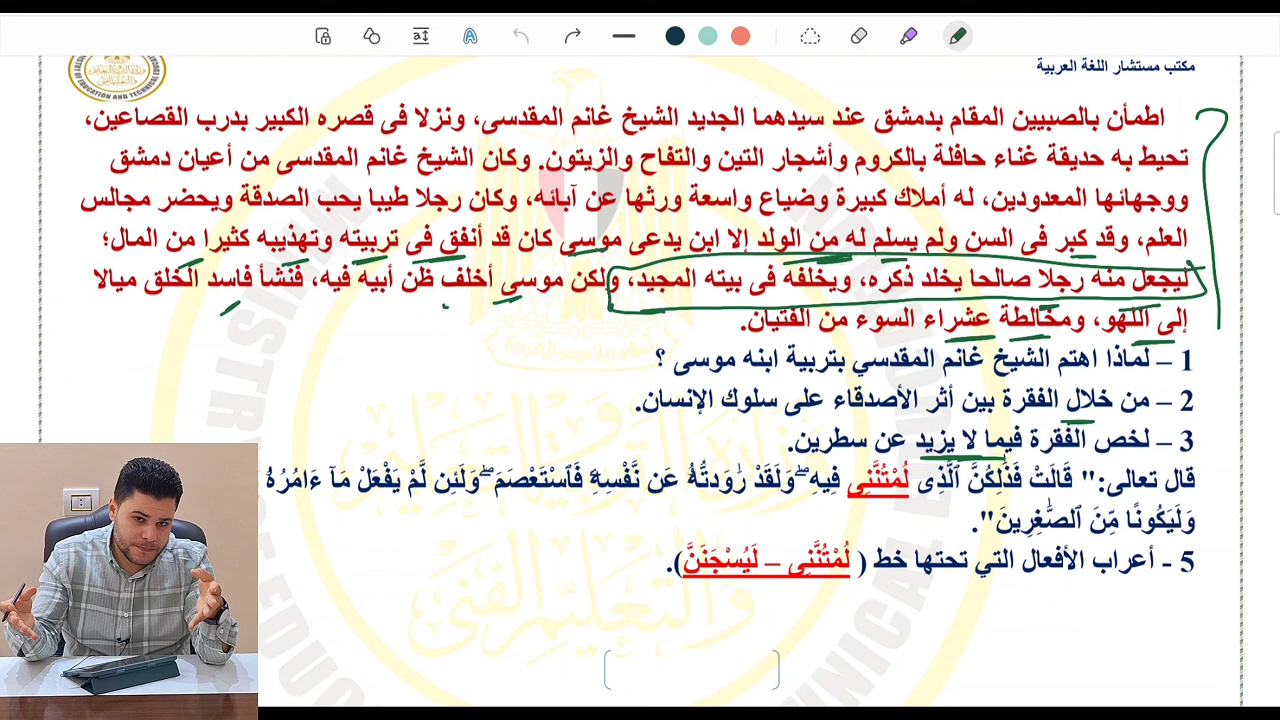 مكتب مستشار اللغة العربية
اطمأن بالصبيين المقام بدمشق عند سيدهما الجديد الشيخ غانم المقدسى، ونزلا فى قصره الكبير بدرب القصاعين،
تحيط به حديقة غناء حافلة بالكروم وأشجار التين والتفاح والزيتون. وكان الشيخ غانم المقدسى من أعيان دمشق
ووجهائها المعدودين، له أملاك كبيرة وضياع واسعة ورثها عن آبائه، وكان رجلا طيبا يحب الصدقة ويحضر مجالس
العلم، وقد كبر فى السن ولم يسلم له من الولد إلا ابن يدعى موسى كان قد أنفق فى تربيته وتهذيبه كثيرا من المال؛
ليجعل منه رجلا صالحا يخلد ذكره، ويخلفه فى بيته المجيد، ولكن موسى أخلف ظن أبيه فيه، فنشأ فاسد الخلق ميالا
إلى اللهو، ومخالطة عشراء السوء من الفتيان.
1 – لماذا اهتم الشيخ غانم المقدسي بتربية ابنه موسى ؟
2 – من خلال الفقرة بين أثر الأصدقاء على سلوك الإنسان.
3 – لخص الفقرة فيما لا يزيد عن سطرين.
قال تعالى:" قَالَتْ فَذَٰلِكُنَّ ٱلَّذِى لُمْتُنَّنِى فِيهِ ۖ وَلَقَدْ رَٰوَدتُّهُۥ عَن نَّفْسِهِۦ فَٱسْتَعْصَمَ ۖ وَلَئِن لَّمْ يَفْعَلْ مَآ ءَامُرُهُۥ
وَلَيَكُونًا مِّنَ ٱلصَّٰغِرِينَ".
5 - أعراب الأفعال التي تحتها خط ( لُمْتُنَّنِى – لَيُسْجَنَنَّ).